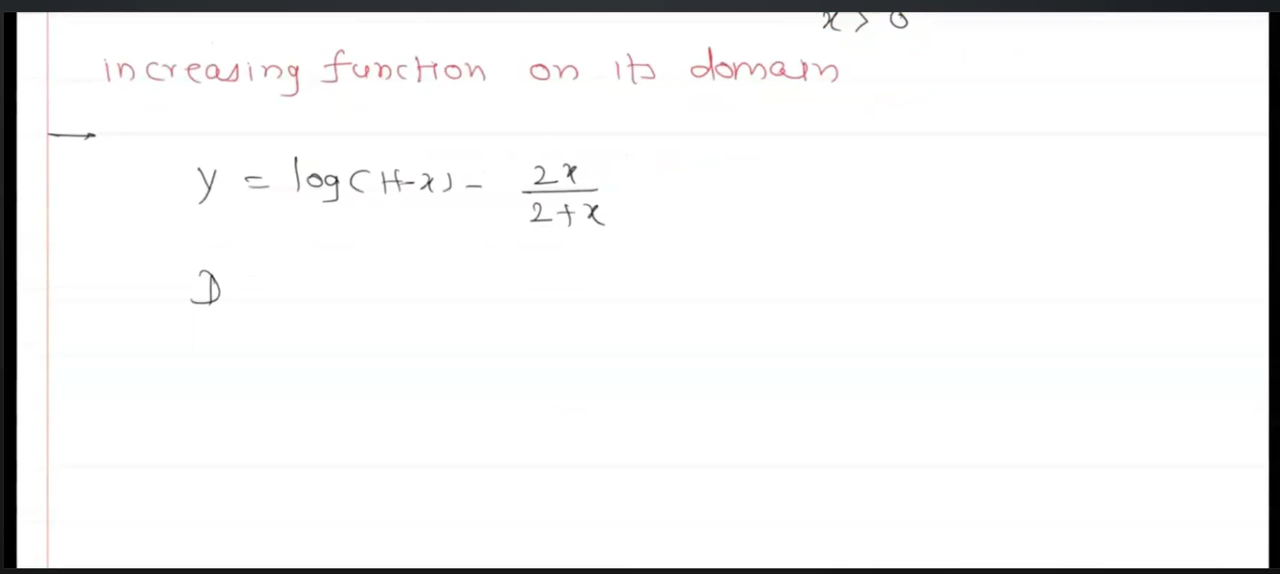 x > 0
increasing function on its domain
y = log(1+x) - 2x/2+x
D